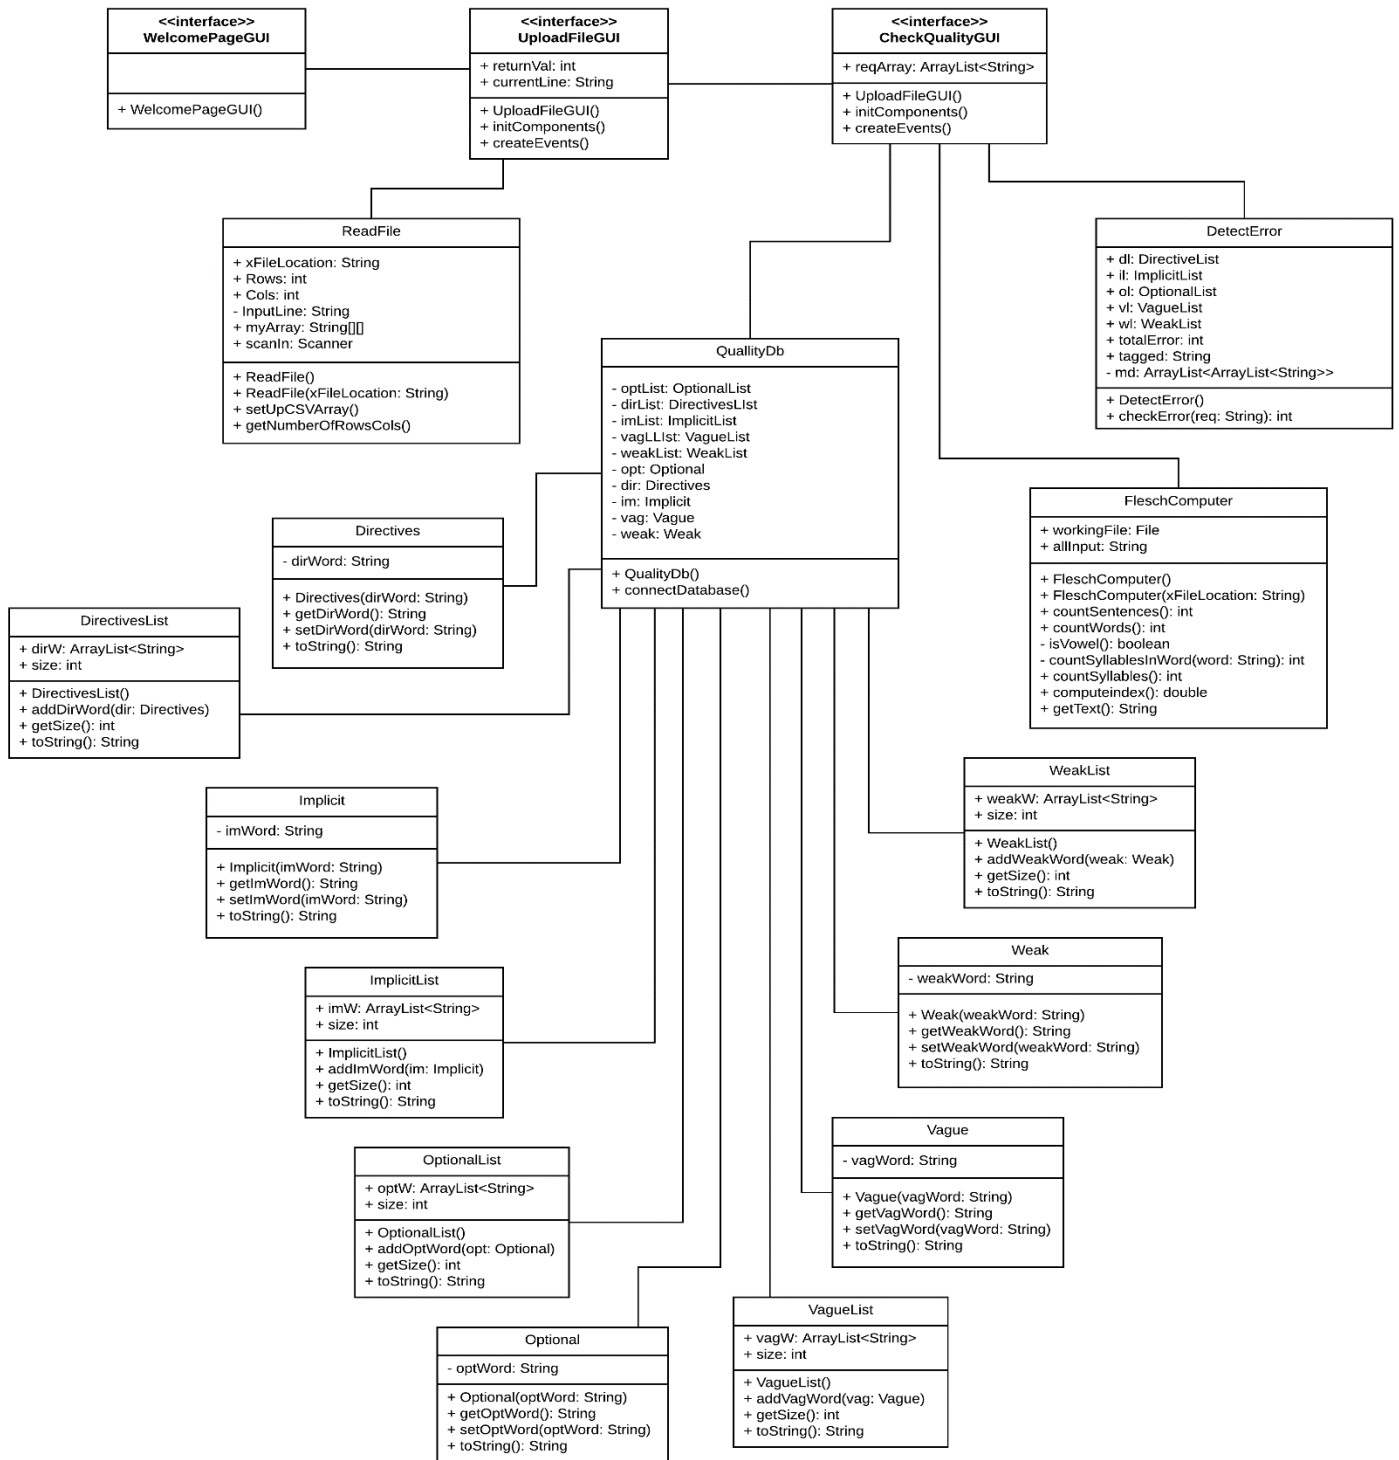 <<interface>>
WelcomePageGUI
+ WelcomePageGUI()
<<interface>>
UploadFileGUI
+ returnVal: int
+ currentLine: String
+ UploadFileGUI()
+ initComponents()
+ createEvents()
<<interface>>
CheckQualityGUI
+ reqArray: ArrayList<String>
+ UploadFileGUI()
+ initComponents()
+ createEvents()
ReadFile
+ xFileLocation: String
+ Rows: int
+ Cols: int
- InputLine: String
+ myArray: String[][]
+ scanIn: Scanner
+ ReadFile()
+ ReadFile(xFileLocation: String)
+ setUpCSVArray()
+ getNumberOfRowsCols()
DetectError
+ dl: DirectiveList
+ il: ImplicitList
+ ol: OptionalList
+ vl: VagueList
+ wl: WeakList
+ totalError: int
+ tagged: String
- md: ArrayList<ArrayList<String>>
+ DetectError()
+ checkError(req: String): int
QuallityDb
- optList: OptionalList
- dirList: DirectivesLIst
- imList: ImplicitList
- vagLLIst: VagueList
- weakList: WeakList
- opt: Optional
- dir: Directives
- im: Implicit
- vag: Vague
- weak: Weak
+ QualityDb()
+ connectDatabase()
FleschComputer
+ workingFile: File
+ allInput: String
+ FleschComputer()
+ FleschComputer(xFileLocation: String)
+ countSentences(): int
+ countWords(): int
- isVowel(): boolean
- countSyllablesInWord(word: String): int
+ countSyllables(): int
+ computeindex(): double
+ getText(): String
Directives
- dirWord: String
+ Directives(dirWord: String)
+ getDirWord(): String
+ setDirWord(dirWord: String)
+ toString(): String
DirectivesList
+ dirW: ArrayList<String>
+ size: int
+ DirectivesList()
+ addDirWord(dir: Directives)
+ getSize(): int
+ toString(): String
Implicit
- imWord: String
+ Implicit(imWord: String)
+ getImWord(): String
+ setImWord(imWord: String)
+ toString(): String
WeakList
+ weakW: ArrayList<String>
+ size: int
+ WeakList()
+ addWeakWord(weak: Weak)
+ getSize(): int
+ toString(): String
ImplicitList
+ imW: ArrayList<String>
+ size: int
+ ImplicitList()
+ addImWord(im: Implicit)
+ getSize(): int
+ toString(): String
Weak
- weakWord: String
+ Weak(weakWord: String)
+ getWeakWord(): String
+ setWeakWord(weakWord: String)
+ toString(): String
OptionalList
+ optW: ArrayList<String>
+ size: int
+ OptionalList()
+ addOptWord(opt: Optional)
+ getSize(): int
+ toString(): String
Vague
- vagWord: String
+ Vague(vagWord: String)
+ getVagWord(): String
+ setVagWord(vagWord: String)
+ toString(): String
Optional
- optWord: String
+ Optional(optWord: String)
+ getOptWord(): String
+ setOptWord(optWord: String)
+ toString(): String
VagueList
+ vagW: ArrayList<String>
+ size: int
+ VagueList()
+ addVagWord(vag: Vague)
+ getSize(): int
+ toString(): String